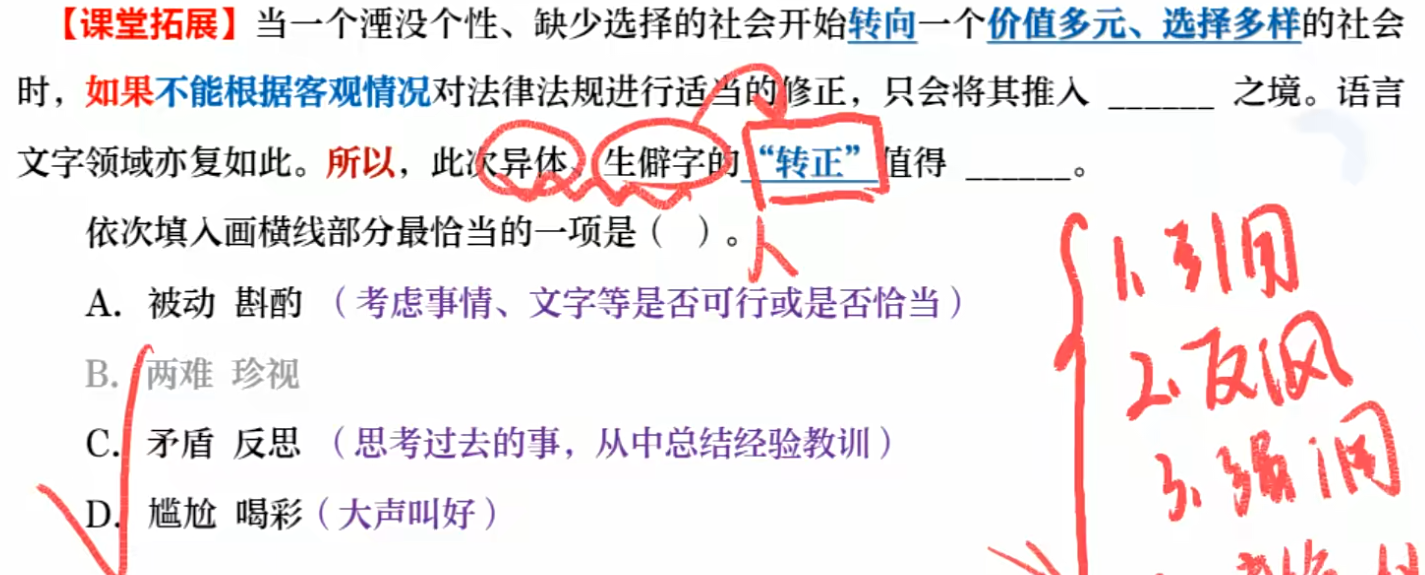 【课堂拓展】当一个湮没个性、缺少选择的社会开始转向一个价值多元、选择多样的社会
时，如果不能根据客观情况对法律法规进行适当的修正，只会将其推入 ______ 之境。语言
文字领域亦复如此。所以，此次异体、生僻字的“转正”值得 ______。
依次填入画横线部分最恰当的一项是（ ）。
A. 被动 斟酌 （考虑事情、文字等是否可行或是否恰当）
B. 两难 珍视
C. 矛盾 反思 （思考过去的事，从中总结经验教训）
D. 尴尬 喝彩（大声叫好）
1. 引用
2. 反讽
3. 强调